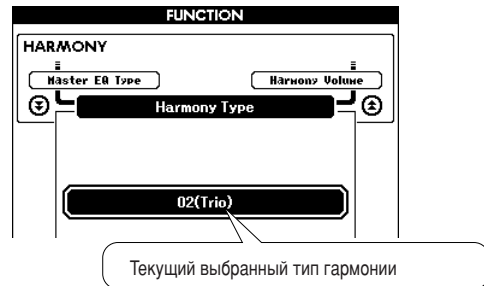 FUNCTION
HARMONY
Master EQ Type
Harmony Volume
Harmony Type
02(Trio)
Текущий выбранный тип гармонии